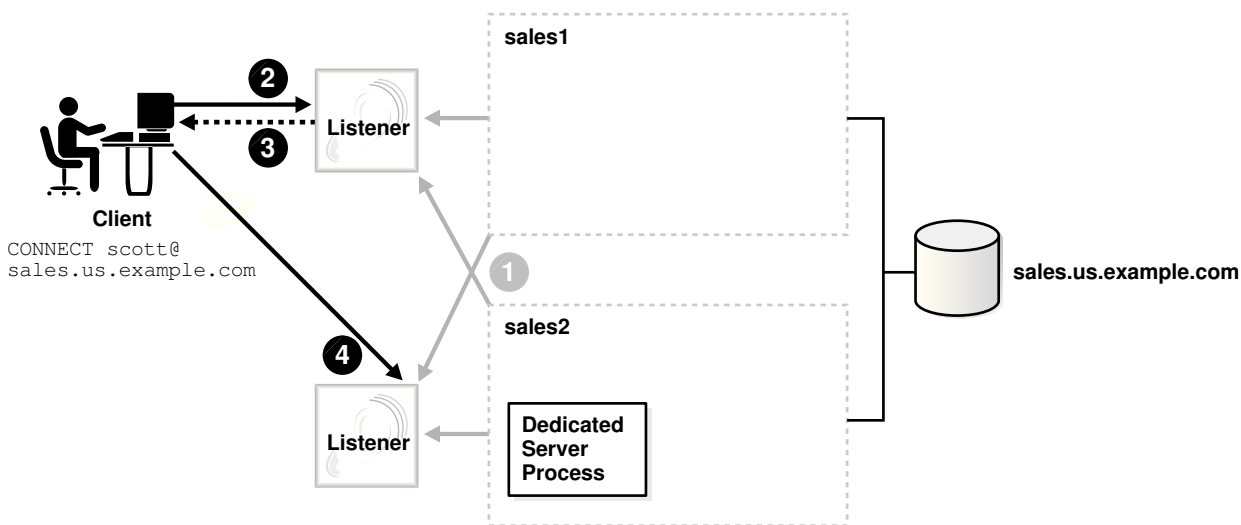 sales1
2
Listener
3
Client
CONNECT scott@
sales.us.example.com
1
sales.us.example.com
sales2
4
Listener
Dedicated
Server
Process